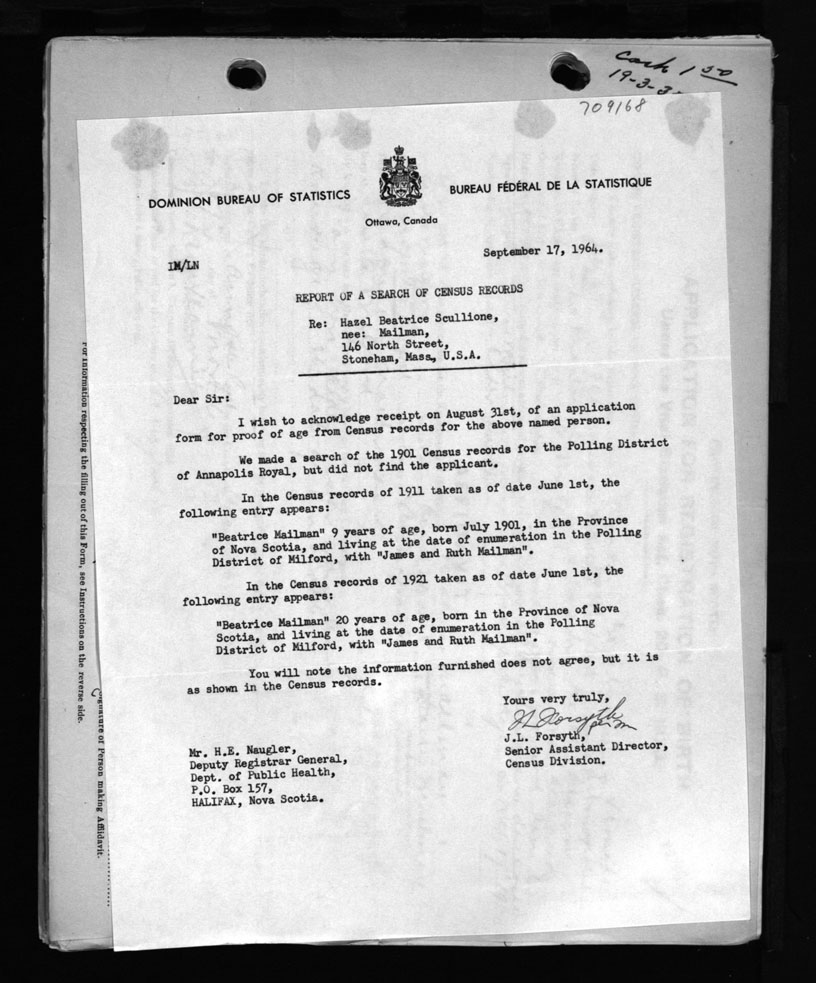 Cash 1 50
19-3-3
709168
DOMINION BUREAU OF STATISTICS
BUREAU FÉDÉRAL DE LA STATISTIQUE
Ottawa, Canada
September 17, 1964.
IM/LN
REPORT OF A SEARCH OF CENSUS RECORDS
Re: Hazel Beatrice Scullione,
nee: Mailman,
146 North Street,
Stoneham, Mass., U.S.A.
Dear Sir:
I wish to acknowledge receipt on August 31st, of an application
form for proof of age from Census records for the above named person.
We made a search of the 1901 Census records for the Polling District
of Annapolis Royal, but did not find the applicant.
In the Census records of 1911 taken as of date June 1st, the
following entry appears:
"Beatrice Mailman" 9 years of age, born July 1901, in the Province
of Nova Scotia, and living at the date of enumeration in the Polling
District of Milford, with "James and Ruth Mailman".
In the Census records of 1921 taken as of date June 1st, the
following entry appears:
"Beatrice Mailman" 20 years of age, born in the Province of Nova
Scotia, and living at the date of enumeration in the Polling
District of Milford, with "James and Ruth Mailman".
You will note the information furnished does not agree, but it is
as shown in the Census records.
Yours very truly,
JL Forsyth
per IM
J.L. Forsyth,
Senior Assistant Director,
Census Division.
Mr. H.E. Naugler,
Deputy Registrar General,
Dept. of Public Health,
P.O. Box 157,
HALIFAX, Nova Scotia.
For information respecting the filling out of this Form, see Instructions on the reverse side.
Signature of Person making Affidavit.